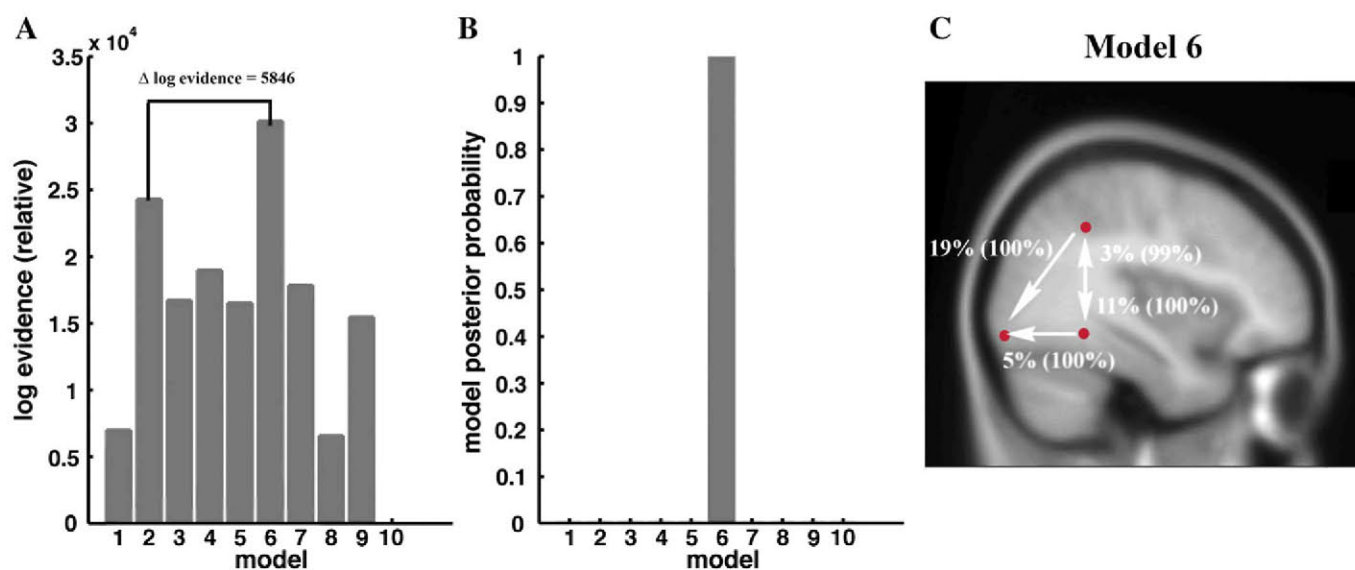 A
x 10⁴
3.5
3
2.5
2
1.5
1
0.5
0
log evidence (relative)
Δ log evidence = 5846
1 2 3 4 5 6 7 8 9 10
model
B
1
0.9
0.8
0.7
0.6
0.5
0.4
0.3
0.2
0.1
0
model posterior probability
1 2 3 4 5 6 7 8 9 10
model
C
Model 6
19% (100%)
3% (99%)
11% (100%)
5% (100%)